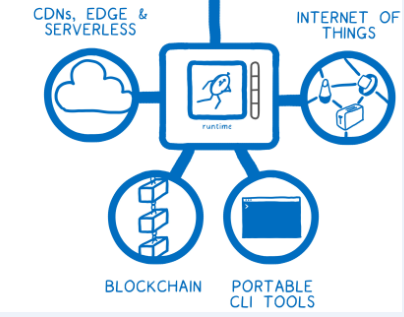 CDNs, EDGE &
SERVERLESS
INTERNET OF
THINGS
runtime
BLOCKCHAIN
PORTABLE
CLI TOOLS